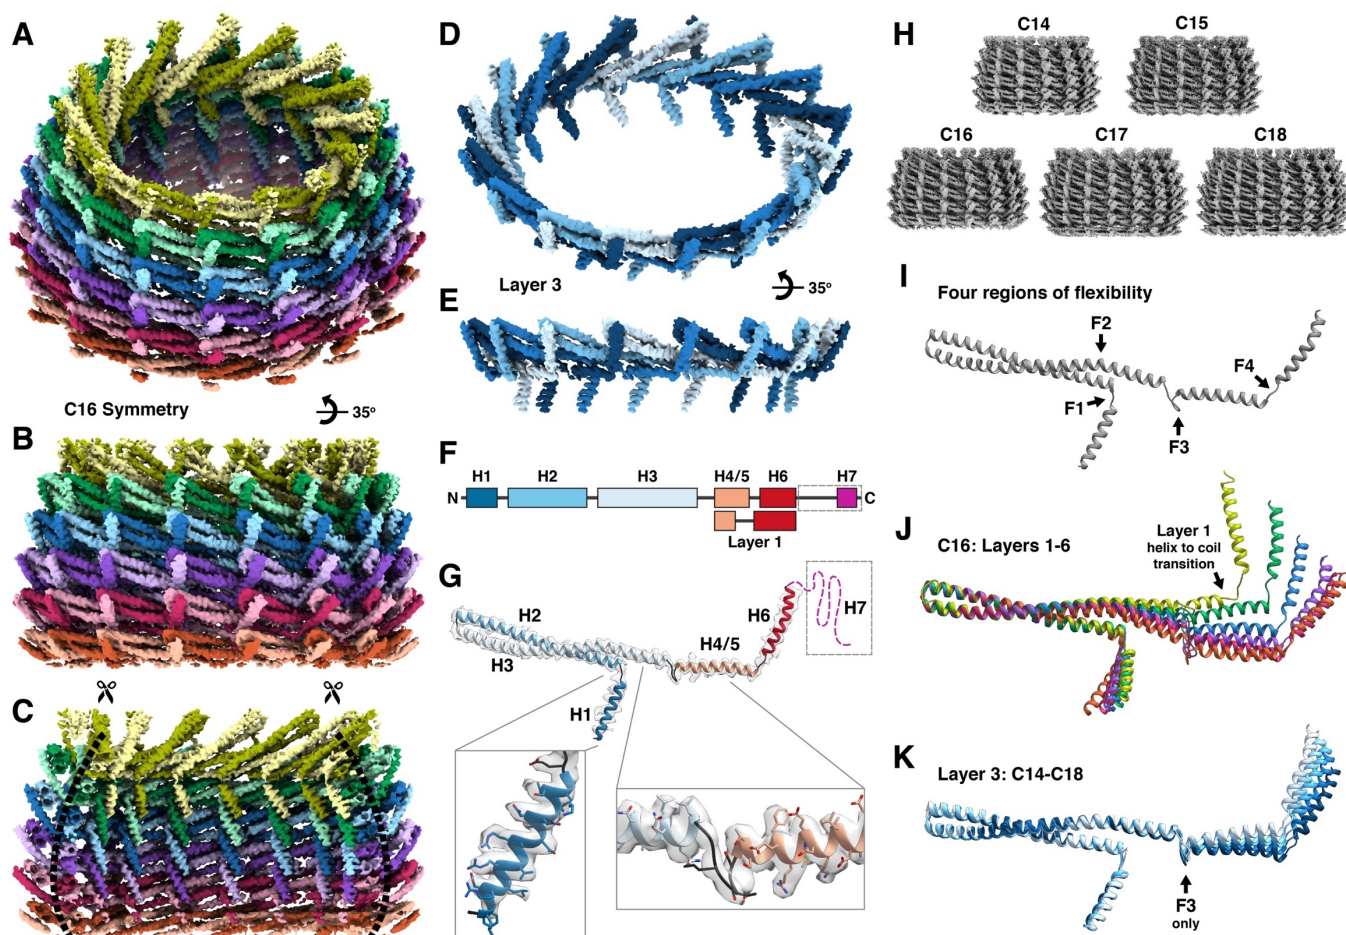 A
C16 Symmetry
35º
B
C
D
Layer 3
35º
E
F
H1
H2
H3
H4/5
H6
H7
N
C
Layer 1
G
H2
H3
H1
H4/5
H6
H7
H
C14
C15
C16
C17
C18
I
Four regions of flexibility
F2
F4
F1
F3
J
C16: Layers 1-6
Layer 1
helix to coil
transition
K
Layer 3: C14-C18
F3
only